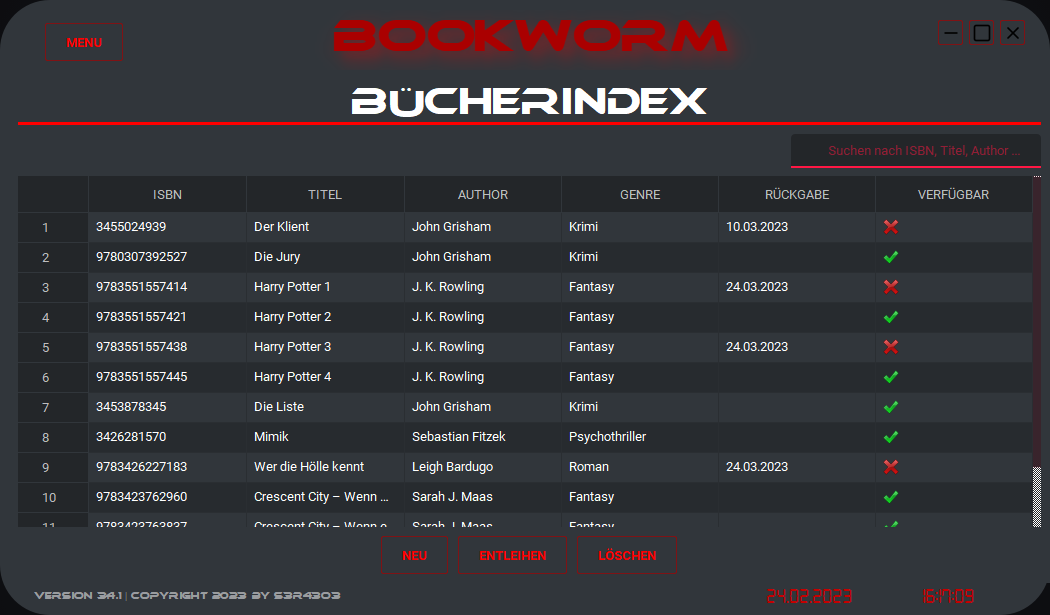 MENU
BOOKWORM
BÜCHERINDEX
Suchen nach ISBN, Titel, Author ...
ISBN TITEL AUTHOR GENRE RÜCKGABE VERFÜGBAR
1 3455024939 Der Klient John Grisham Krimi 10.03.2023
2 9780307392527 Die Jury John Grisham Krimi
3 9783551557414 Harry Potter 1 J. K. Rowling Fantasy 24.03.2023
4 9783551557421 Harry Potter 2 J. K. Rowling Fantasy
5 9783551557438 Harry Potter 3 J. K. Rowling Fantasy 24.03.2023
6 9783551557445 Harry Potter 4 J. K. Rowling Fantasy
7 3453878345 Die Liste John Grisham Krimi
8 3426281570 Mimik Sebastian Fitzek Psychothriller
9 9783426227183 Wer die Hölle kennt Leigh Bardugo Roman 24.03.2023
10 9783423762960 Crescent City – Wenn ... Sarah J. Maas Fantasy
11 9783423763837 Crescent City – Wenn e... Sarah J. Maas Fantasy
NEU ENTLEIHEN LÖSCHEN
VERSION 3.4.1 | COPYRIGHT 2023 BY S3R43O3 24.02.2023 16:17:09